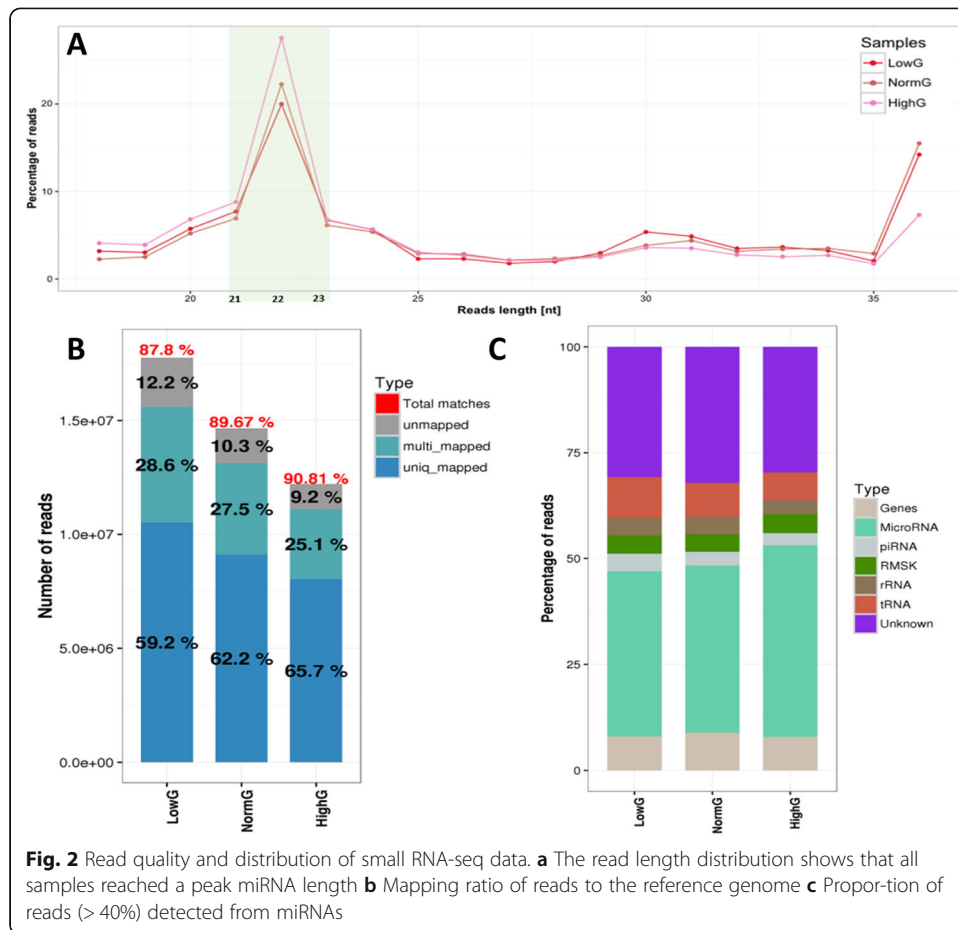 A
Samples
LowG
NormG
HighG
Percentage of reads
20
10
0
20
21
22
23
25
30
35
Reads length [nt]
B
87.8 %
12.2 %
28.6 %
59.2 %
89.67 %
10.3 %
27.5 %
62.2 %
90.81 %
9.2 %
25.1 %
65.7 %
Number of reads
1.5e+07
1.0e+07
5.0e+06
0.0e+00
LowG
NormG
HighG
Type
Total matches
unmapped
multi_mapped
uniq_mapped
C
Percentage of reads
100
75
50
25
0
LowG
NormG
HighG
Type
Genes
MicroRNA
piRNA
RMSK
rRNA
tRNA
Unknown
Fig. 2 Read quality and distribution of small RNA-seq data. a The read length distribution shows that all
samples reached a peak miRNA length b Mapping ratio of reads to the reference genome c Propor-tion of
reads (> 40%) detected from miRNAs